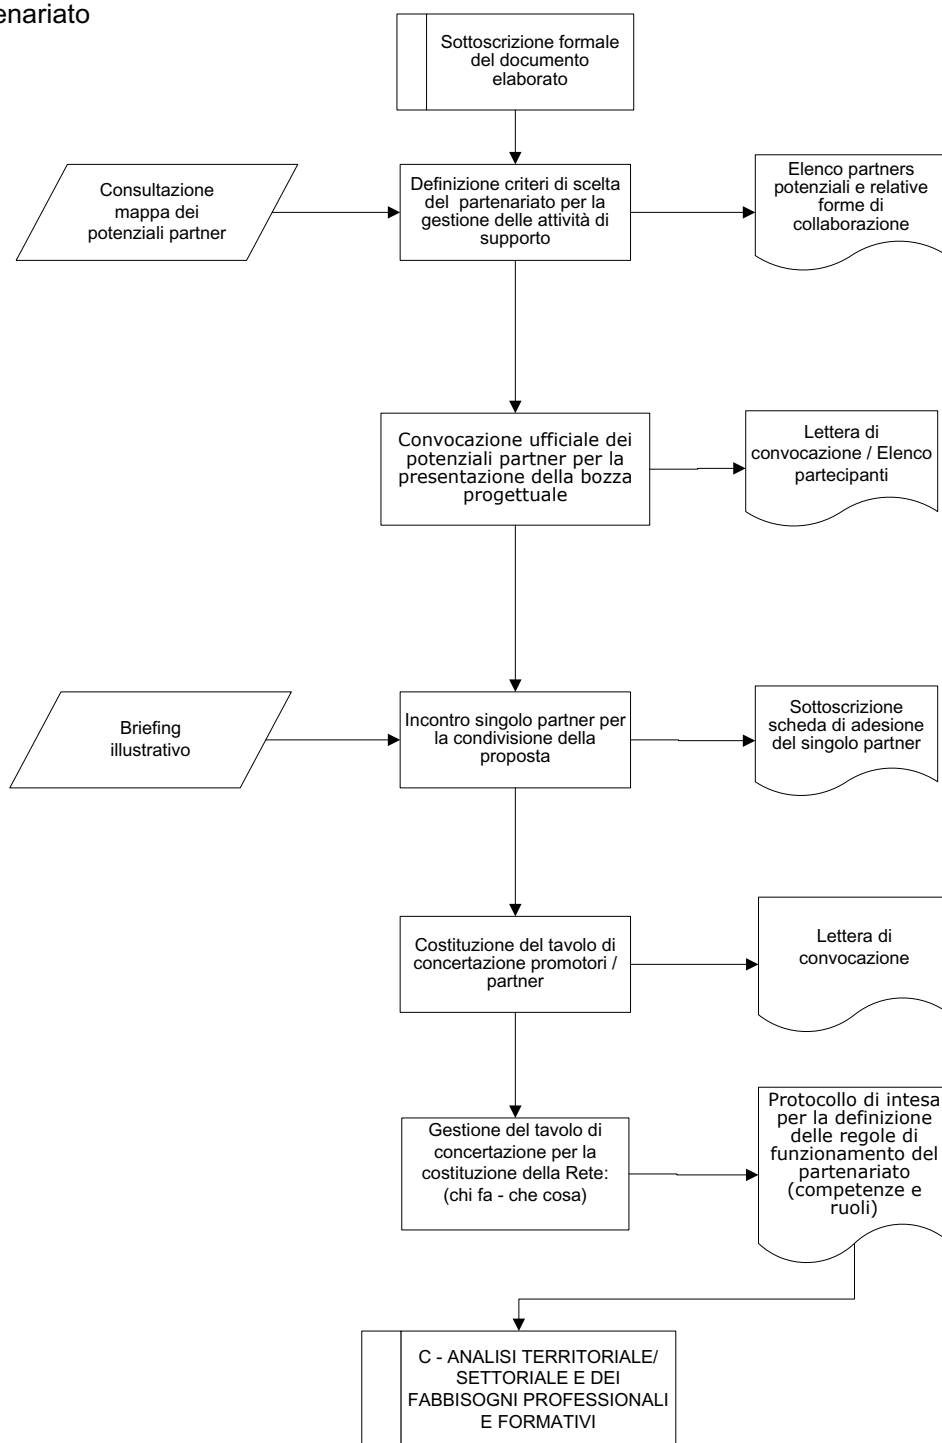 enariato
Sottoscrizione formale
del documento
elaborato
Consultazione
mappa dei
potenziali partner
Definizione criteri di scelta
del partenariato per la
gestione delle attività di
supporto
Elenco partners
potenziali e relative
forme di
collaborazione
Convocazione ufficiale dei
potenziali partner per la
presentazione della bozza
progettuale
Lettera di
convocazione / Elenco
partecipanti
Briefing
illustrativo
Incontro singolo partner per
la condivisione della
proposta
Sottoscrizione
scheda di adesione
del singolo partner
Costituzione del tavolo di
concertazione promotori /
partner
Lettera di
convocazione
Gestione del tavolo di
concertazione per la
costituzione della Rete:
(chi fa - che cosa)
Protocollo di intesa
per la definizione
delle regole di
funzionamento del
partenariato
(competenze e
ruoli)
C - ANALISI TERRITORIALE/
SETTORIALE E DEI
FABBISOGNI PROFESSIONALI
E FORMATIVI